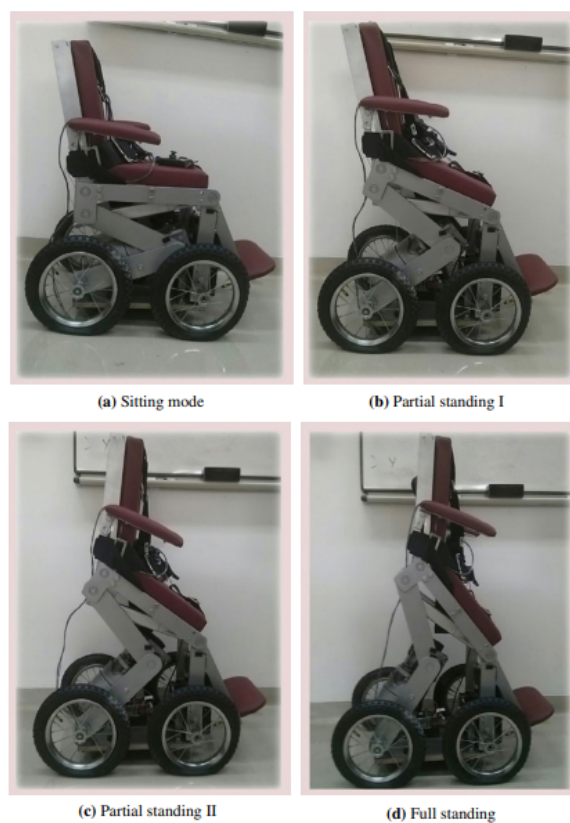 (a) Sitting mode
(b) Partial standing I
(c) Partial standing II
(d) Full standing